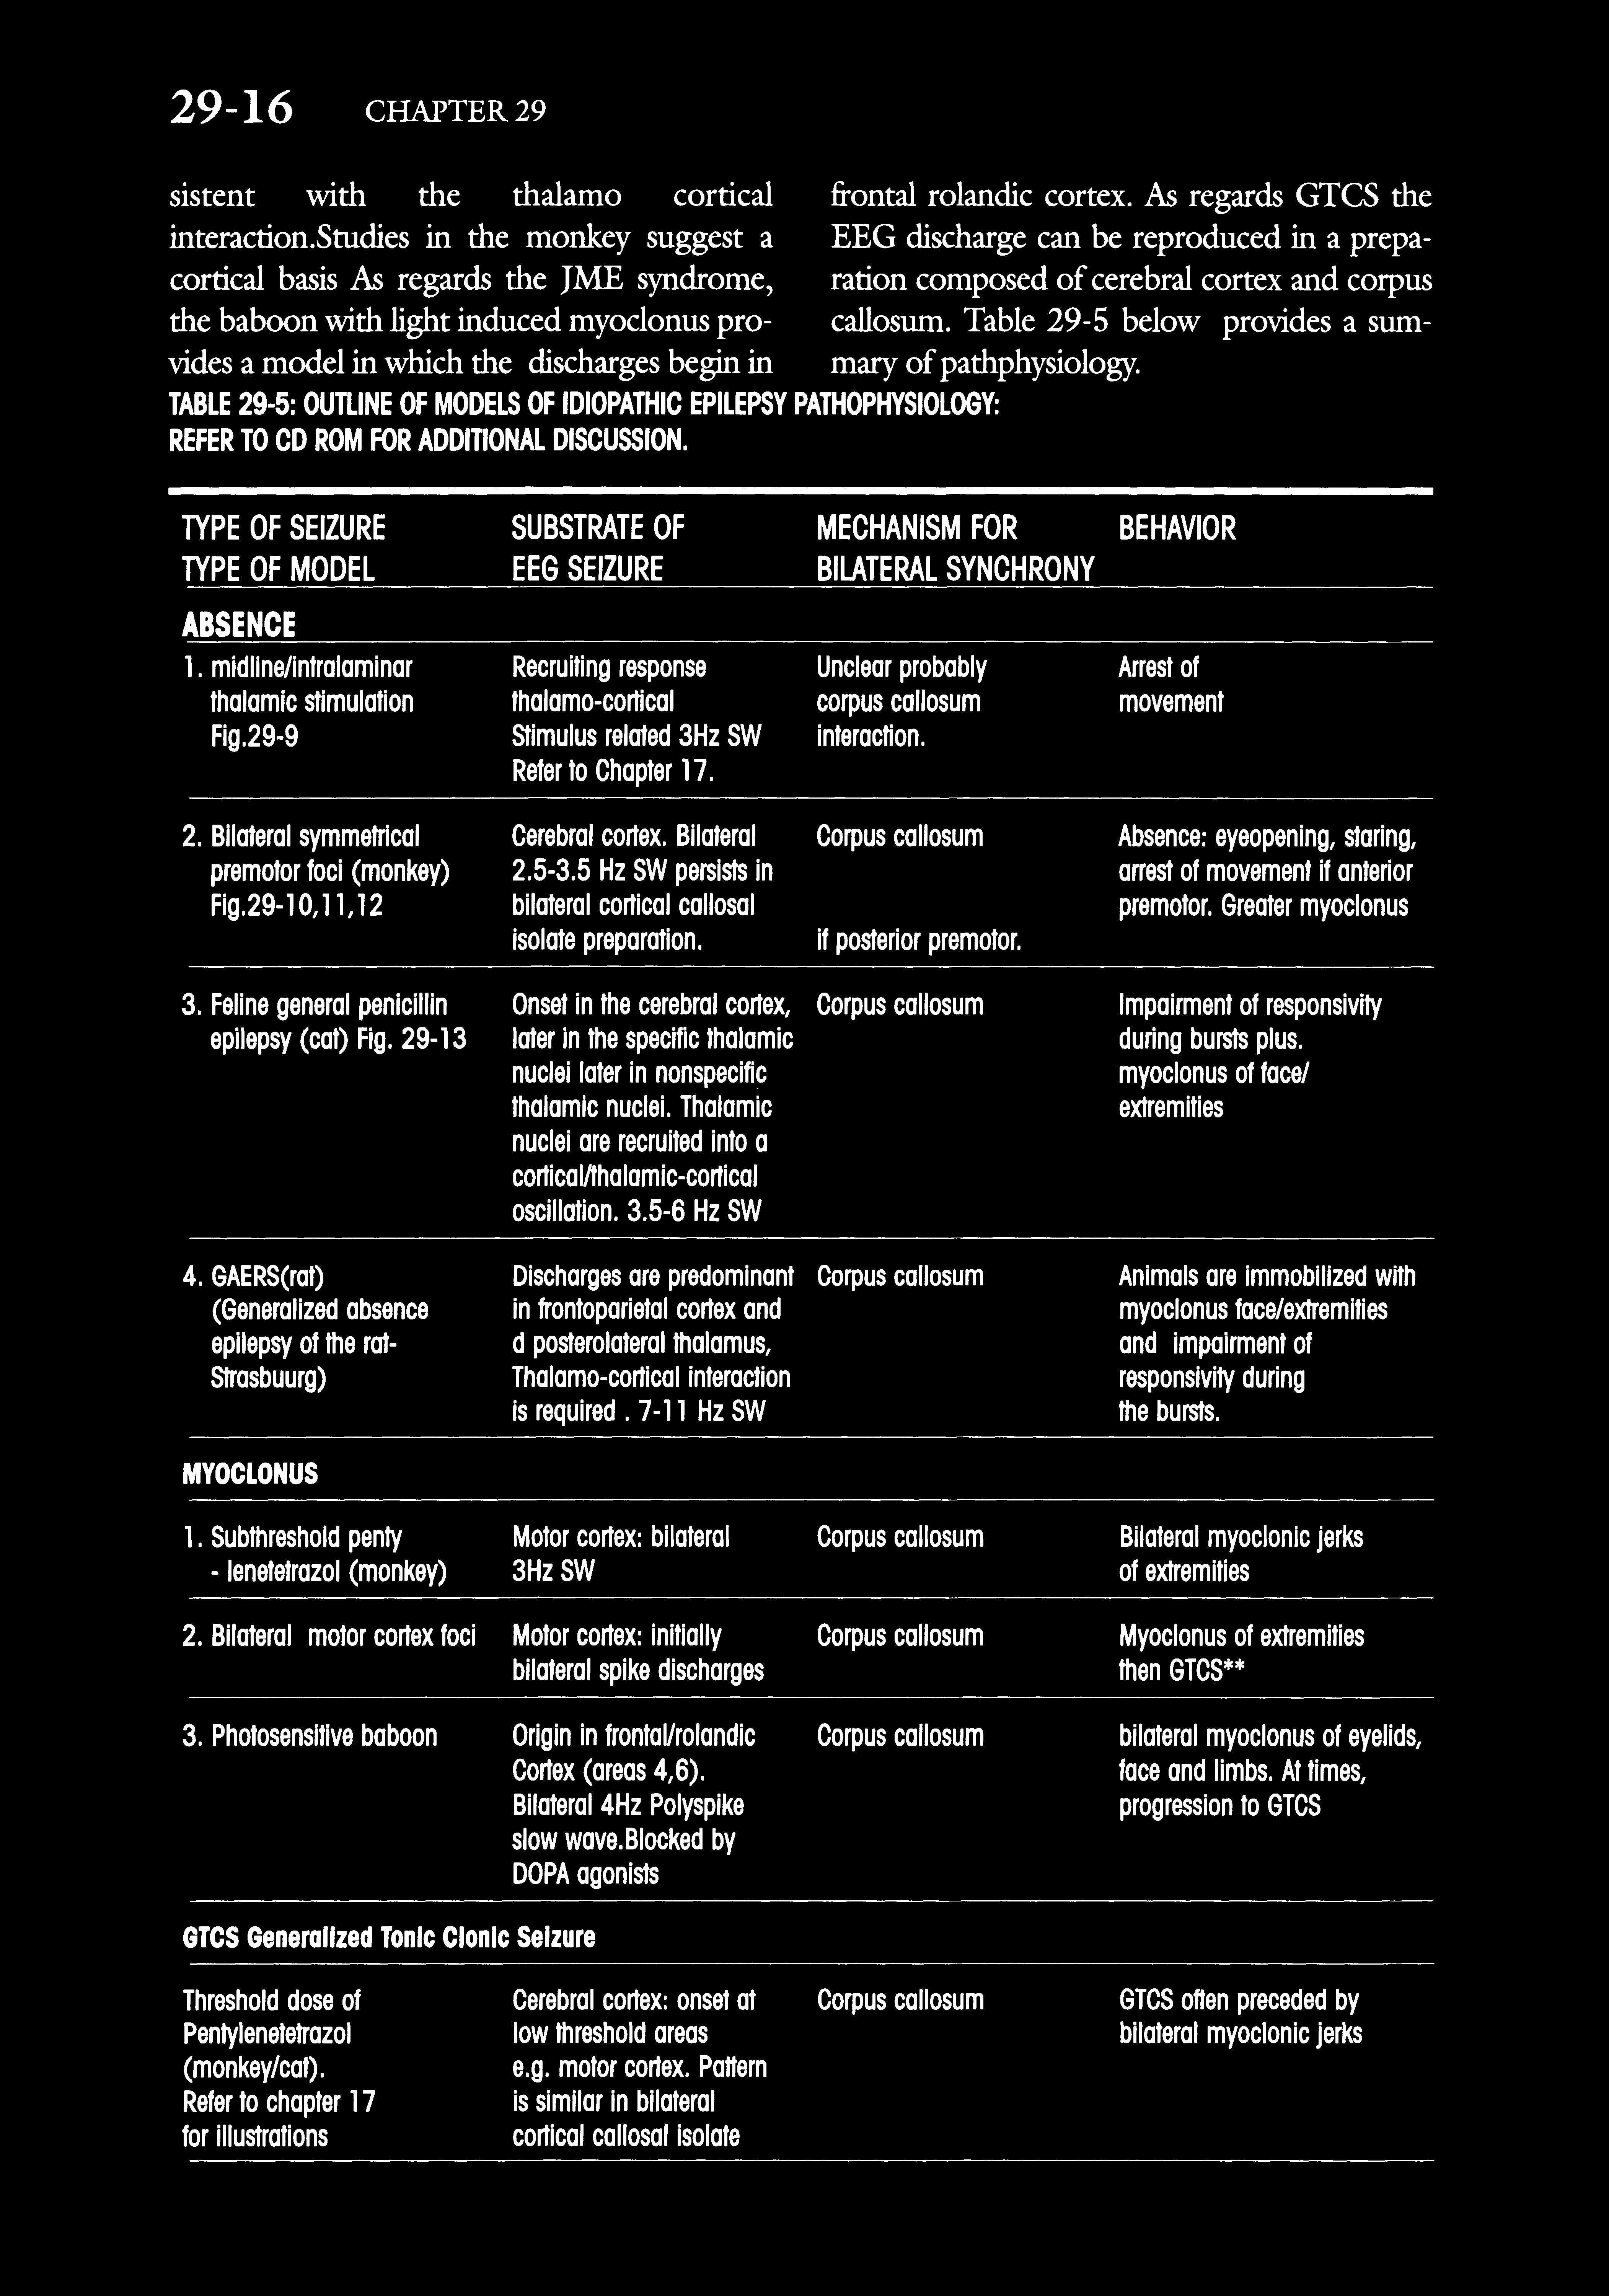 29-16 CHAPTER 29
sistent with the thalamo cortical
interaction.Studies in the monkey suggest a
cortical basis As regards the JME syndrome,
the baboon with light induced myoclonus pro-
vides a model in which the discharges begin in
frontal rolandic cortex. As regards GTCS the
EEG discharge can be reproduced in a prepa-
ration composed of cerebral cortex and corpus
callosum. Table 29-5 below provides a sum-
mary of pathphysiology.
TABLE 29-5: OUTLINE OF MODELS OF IDIOPATHIC EPILEPSY PATHOPHYSIOLOGY:
REFER TO CD ROM FOR ADDITIONAL DISCUSSION.
TYPE OF SEIZURE SUBSTRATE OF MECHANISM FOR BEHAVIOR
TYPE OF MODEL EEG SEIZURE BILATERAL SYNCHRONY
ABSENCE
1. midline/intralaminar Recruiting response Unclear probably Arrest of
thalamic stimulation thalamo-cortical corpus callosum movement
Fig.29-9 Stimulus related 3Hz SW interaction.
Refer to Chapter 17.
2. Bilateral symmetrical Cerebral cortex. Bilateral Corpus callosum Absence: eyeopening, staring,
premotor foci (monkey) 2.5-3.5 Hz SW persists in arrest of movement if anterior
Fig.29-10,11,12 bilateral cortical callosal premotor. Greater myoclonus
isolate preparation. if posterior premotor.
3. Feline general penicillin Onset in the cerebral cortex, Corpus callosum Impairment of responsivity
epilepsy (cat) Fig. 29-13 later in the specific thalamic during bursts plus.
nuclei later in nonspecific myoclonus of face/
thalamic nuclei. Thalamic extremities
nuclei are recruited into a
cortical/thalamic-cortical
oscillation. 3.5-6 Hz SW
4. GAERS(rat) Discharges are predominant Corpus callosum Animals are immobilized with
(Generalized absence in frontoparietal cortex and myoclonus face/extremities
epilepsy of the rat- d posterolateral thalamus, and impairment of
Strasbuurg) Thalamo-cortical interaction responsivity during
is required . 7-11 Hz SW the bursts.
MYOCLONUS
1. Subthreshold penty Motor cortex: bilateral Corpus callosum Bilateral myoclonic jerks
- lenetetrazol (monkey) 3Hz SW of extremities
2. Bilateral motor cortex foci Motor cortex: initially Corpus callosum Myoclonus of extremities
bilateral spike discharges then GTCS**
3. Photosensitive baboon Origin in frontal/rolandic Corpus callosum bilateral myoclonus of eyelids,
Cortex (areas 4,6). face and limbs. At times,
Bilateral 4Hz Polyspike progression to GTCS
slow wave.Blocked by
DOPA agonists
GTCS Generalized Tonic Clonic Seizure
Threshold dose of Cerebral cortex: onset at Corpus callosum GTCS often preceded by
Pentylenetetrazol low threshold areas bilateral myoclonic jerks
(monkey/cat). e.g. motor cortex. Pattern
Refer to chapter 17 is similar in bilateral
for illustrations cortical callosal isolate